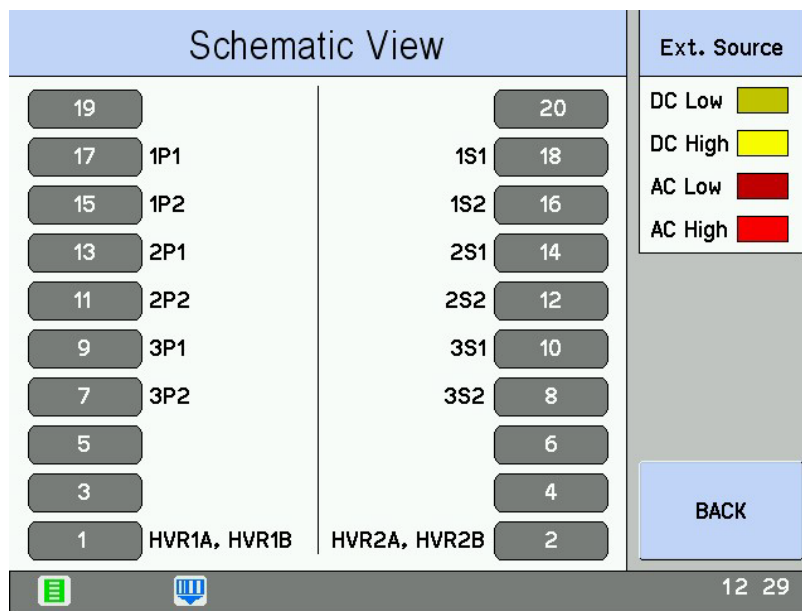 Schematic View
Ext. Source
19
20
DC Low
17 1P1
1S1 18
DC High
15 1P2
1S2 16
AC Low
13 2P1
2S1 14
AC High
11 2P2
2S2 12
9 3P1
3S1 10
7 3P2
3S2 8
5
6
3
4
BACK
1 HVR1A, HVR1B
HVR2A, HVR2B 2
12 29